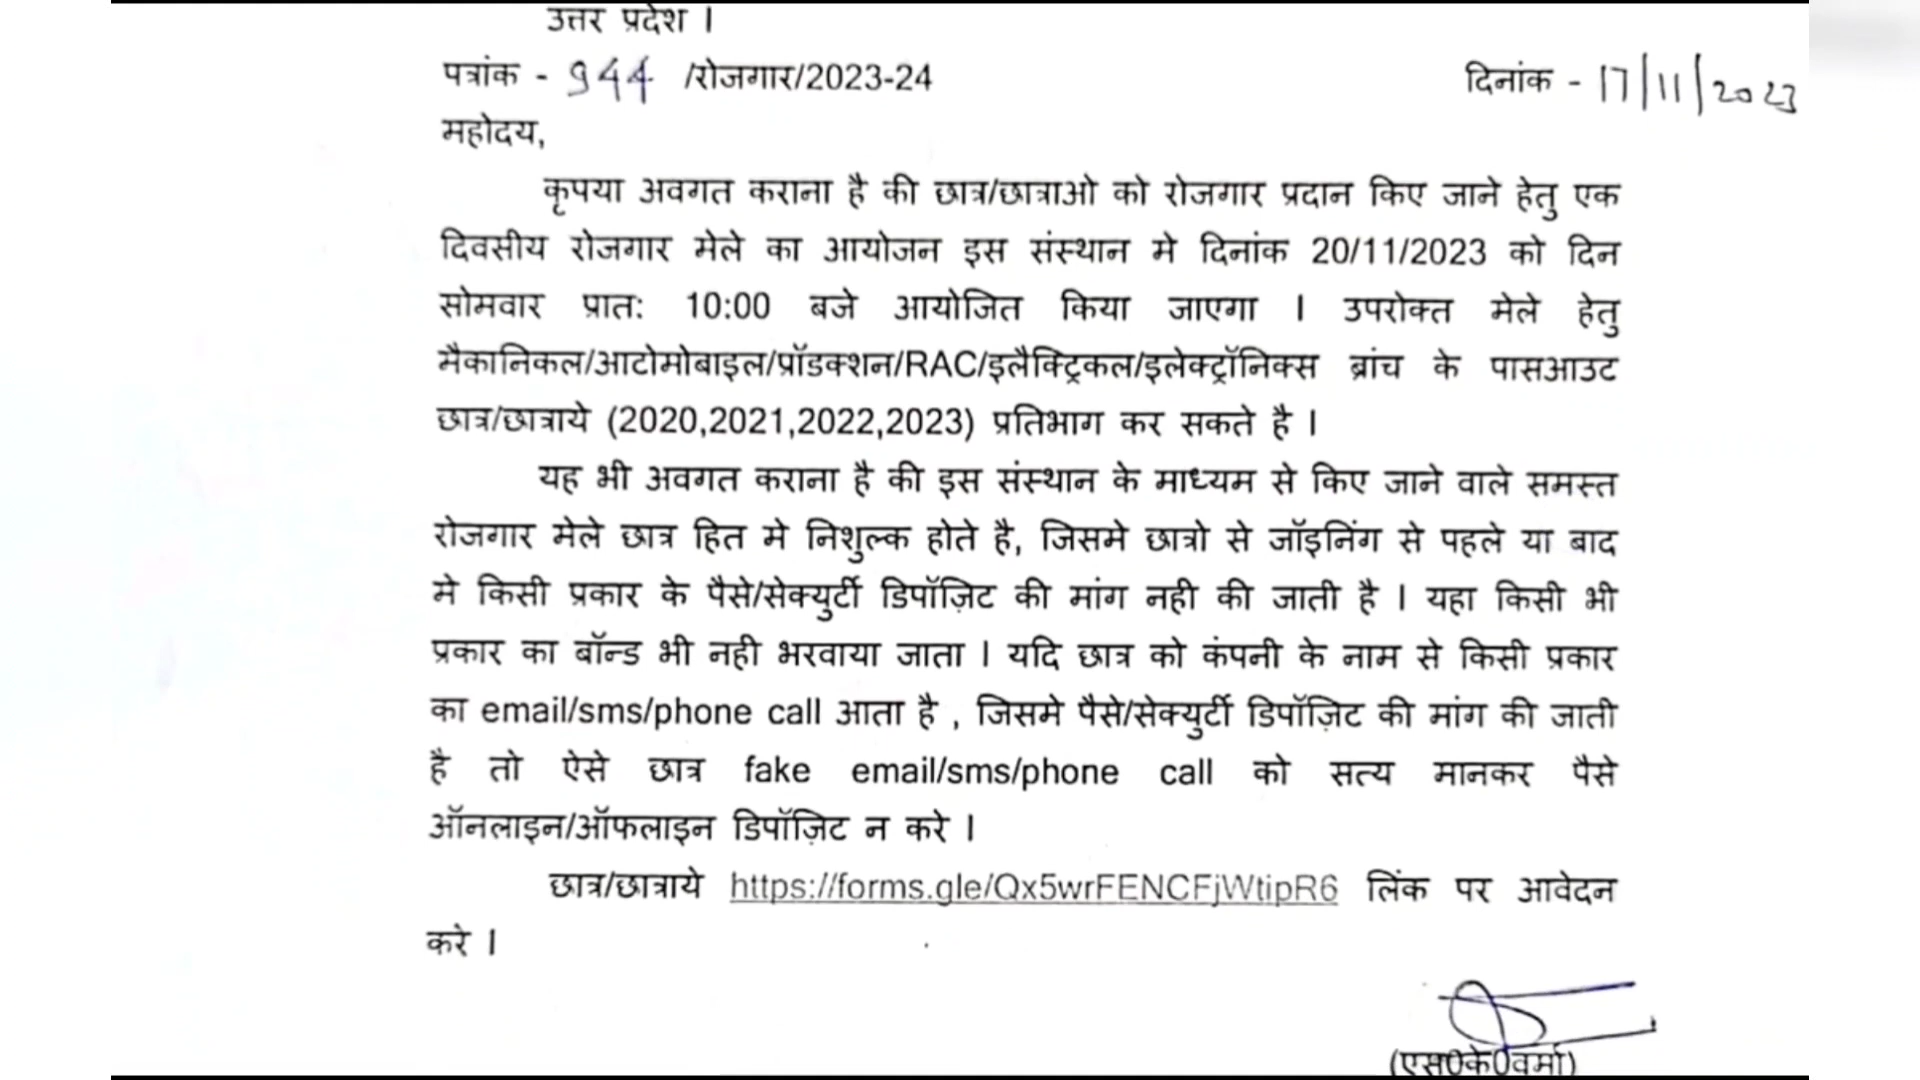 उत्तर प्रदेश ।
पत्रांक - 944 /रोजगार/2023-24
दिनांक - 17/11/2023
महोदय,
कृपया अवगत कराना है की छात्र/छात्राओ को रोजगार प्रदान किए जाने हेतु एक
दिवसीय रोजगार मेले का आयोजन इस संस्थान मे दिनांक 20/11/2023 को दिन
सोमवार प्रात: 10:00 बजे आयोजित किया जाएगा । उपरोक्त मेले हेतु
मैकानिकल/आटोमोबाइल/प्रॉडक्शन/RAC/इलैक्ट्रिकल/इलेक्ट्रॉनिक्स ब्रांच के पासआउट
छात्र/छात्राये (2020,2021,2022,2023) प्रतिभाग कर सकते है ।
यह भी अवगत कराना है की इस संस्थान के माध्यम से किए जाने वाले समस्त
रोजगार मेले छात्र हित मे निशुल्क होते है, जिसमे छात्रो से जॉइनिंग से पहले या बाद
मे किसी प्रकार के पैसे/सेक्युर्टी डिपॉज़िट की मांग नही की जाती है । यहा किसी भी
प्रकार का बॉन्ड भी नही भरवाया जाता । यदि छात्र को कंपनी के नाम से किसी प्रकार
का email/sms/phone call आता है , जिसमे पैसे/सेक्युर्टी डिपॉज़िट की मांग की जाती
है तो ऐसे छात्र fake email/sms/phone call को सत्य मानकर पैसे
ऑनलाइन/ऑफलाइन डिपॉज़िट न करे ।
छात्र/छात्राये https://forms.gle/Qx5wrFENCFjWtipR6 लिंक पर आवेदन
करे ।
(एस0के0वर्मा)